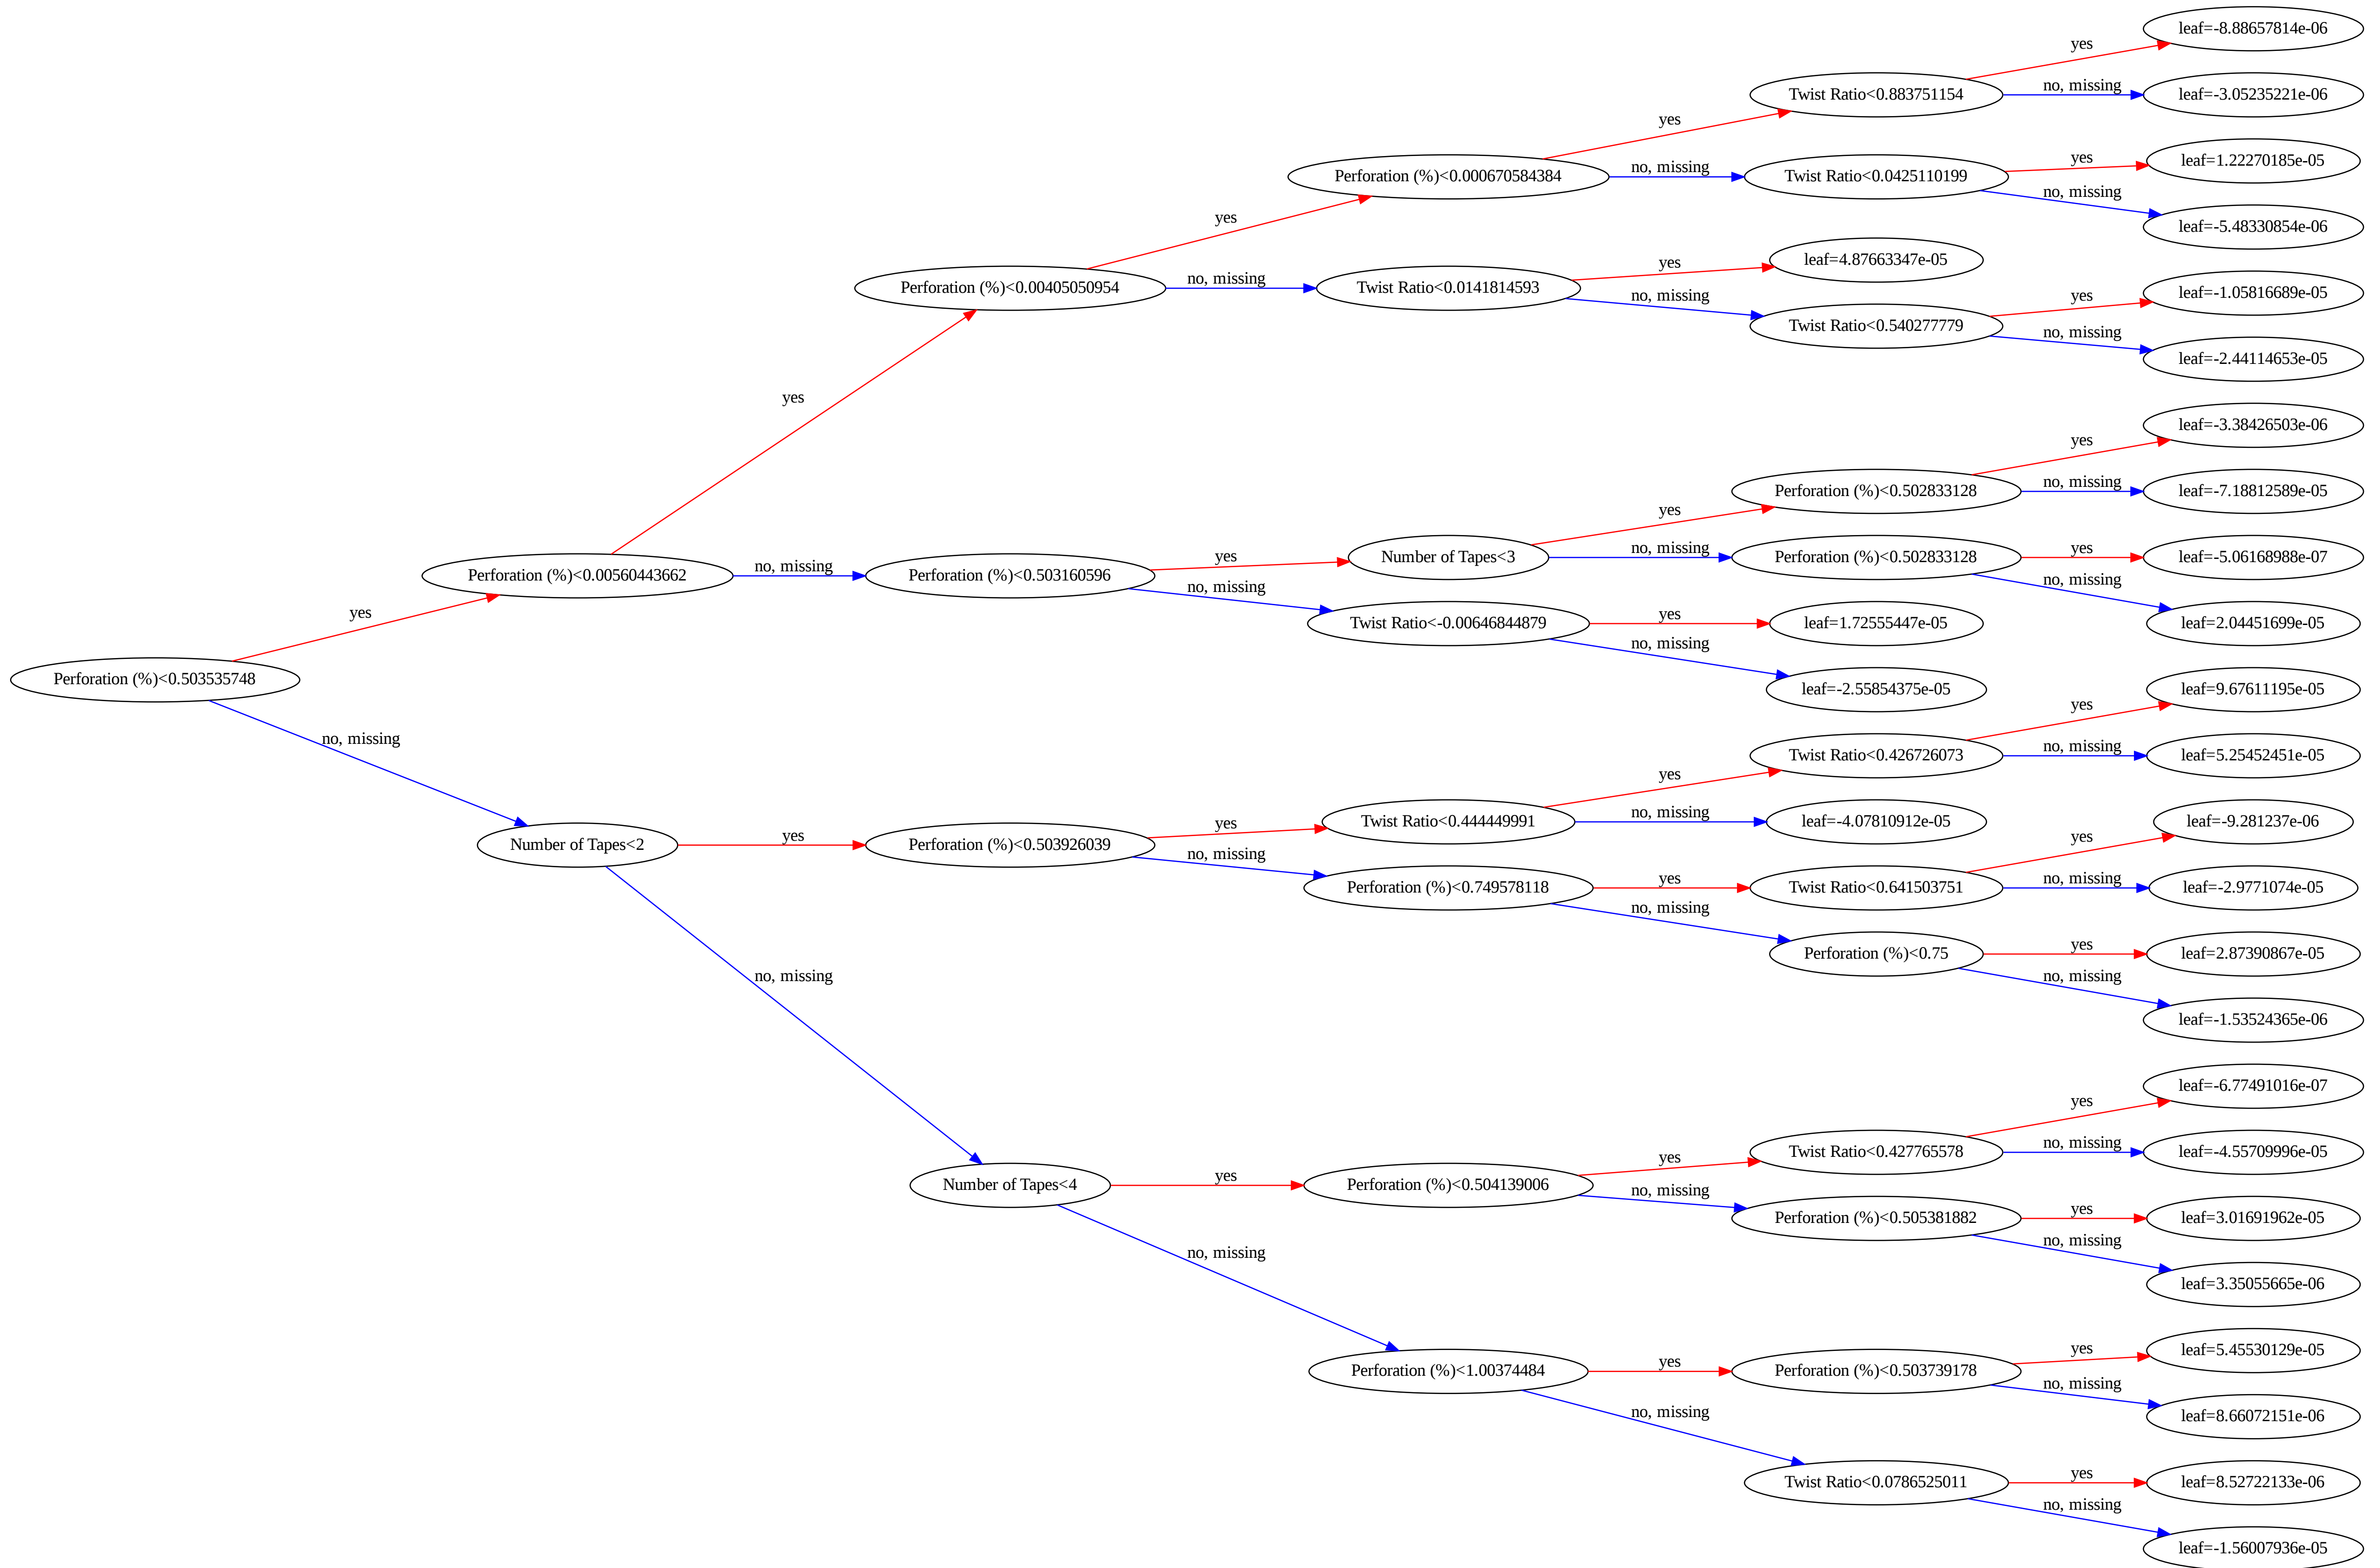 leaf=-8.88657814e-06
yes
Twist Ratio<0.883751154
no, missing
leaf=-3.05235221e-06
yes
Perforation (%)<0.000670584384
no, missing
Twist Ratio<0.0425110199
yes
leaf=1.22270185e-05
no, missing
leaf=-5.48330854e-06
yes
Perforation (%)<0.00405050954
no, missing
Twist Ratio<0.0141814593
yes
leaf=4.87663347e-05
no, missing
Twist Ratio<0.540277779
yes
leaf=-1.05816689e-05
no, missing
leaf=-2.44114653e-05
yes
leaf=-3.38426503e-06
yes
Perforation (%)<0.502833128
no, missing
leaf=-7.18812589e-05
yes
Number of Tapes<3
no, missing
Perforation (%)<0.502833128
yes
leaf=-5.06168988e-07
no, missing
leaf=2.04451699e-05
Perforation (%)<0.00560443662
no, missing
Perforation (%)<0.503160596
no, missing
Twist Ratio<-0.00646844879
yes
leaf=1.72555447e-05
no, missing
leaf=-2.55854375e-05
yes
Perforation (%)<0.503535748
no, missing
leaf=9.67611195e-05
yes
Twist Ratio<0.426726073
no, missing
leaf=5.25452451e-05
yes
Twist Ratio<0.444449991
no, missing
leaf=-4.07810912e-05
yes
Number of Tapes<2
yes
Perforation (%)<0.503926039
no, missing
Perforation (%)<0.749578118
yes
Twist Ratio<0.641503751
yes
leaf=-9.281237e-06
no, missing
leaf=-2.9771074e-05
no, missing
Perforation (%)<0.75
yes
leaf=2.87390867e-05
no, missing
leaf=-1.53524365e-06
no, missing
Number of Tapes<4
yes
Perforation (%)<0.504139006
yes
Twist Ratio<0.427765578
yes
leaf=-6.77491016e-07
no, missing
leaf=-4.55709996e-05
no, missing
Perforation (%)<0.505381882
yes
leaf=3.01691962e-05
no, missing
leaf=3.35055665e-06
no, missing
Perforation (%)<1.00374484
yes
Perforation (%)<0.503739178
yes
leaf=5.45530129e-05
no, missing
leaf=8.66072151e-06
no, missing
Twist Ratio<0.0786525011
yes
leaf=8.52722133e-06
no, missing
leaf=-1.56007936e-05